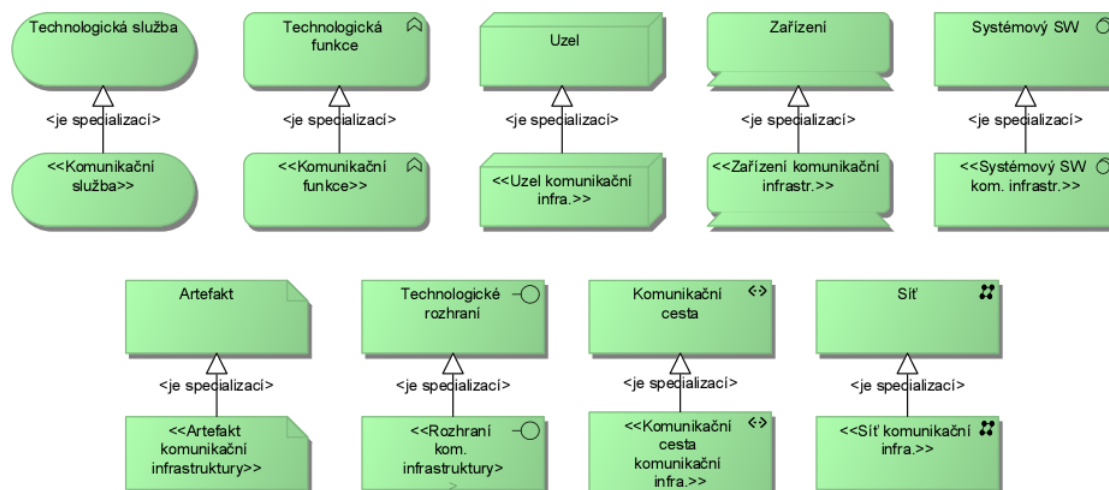 Technologická služba
Technologická
funkce
Uzel
Zařízení
Systémový SW
<je specializací>
<je specializací>
<je specializací>
<je specializací>
<je specializací>
<<Komunikační
služba>>
<<Komunikační
funkce>>
<<Uzel komunikační
infra.>>
<<Zařízení komunikační
infrastr.>>
<<Systémový SW
kom. infrastr.>>
Artefakt
Technologické
rozhraní
Komunikační
cesta
Síť
<je specializací>
<je specializací>
<je specializací>
<je specializací>
<<Artefakt
komunikační
infrastruktury>>
<<Rozhraní
kom.
infrastruktury>
>
<<Komunikační
cesta
komunikační
infra.>>
<<Síť komunikační
infra.>>